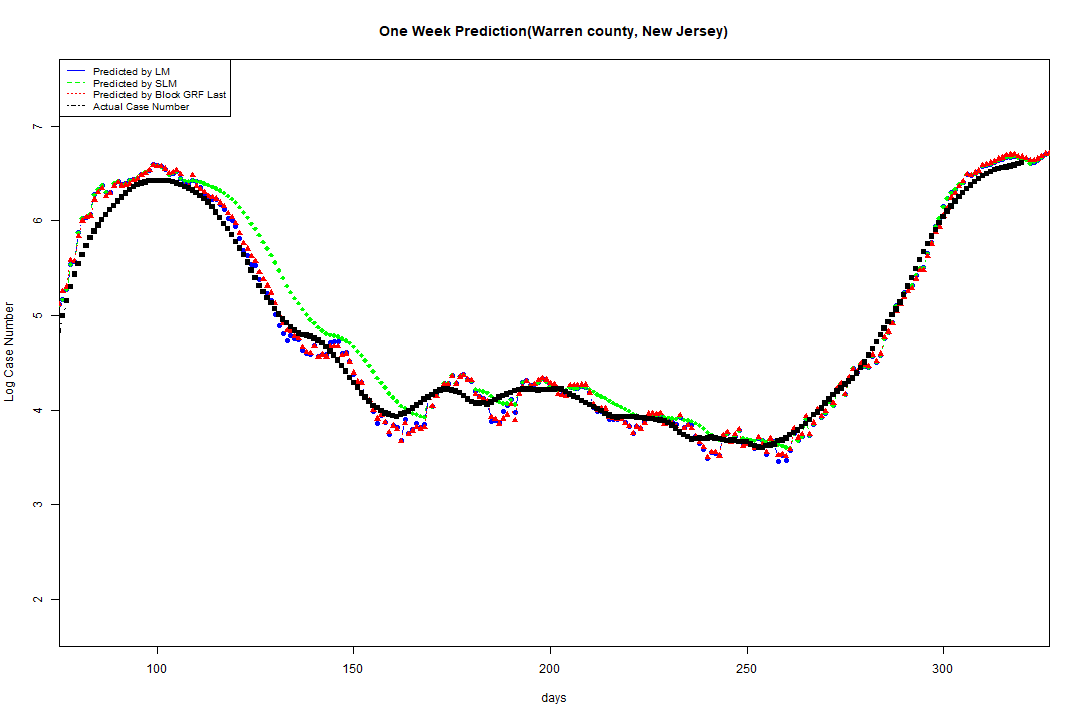 One Week Prediction(Warren county, New Jersey)
Predicted by LM
Predicted by SLM
Predicted by Block GRF Last
Actual Case Number
7
6
5
4
3
2
Log Case Number
100 150 200 250 300
days